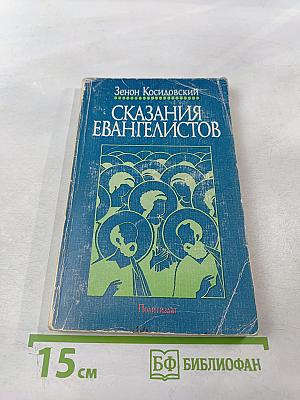 Зенон Косидовский
СКАЗАНИЯ
ЕВАНГЕЛИСТОВ
Политиздат
15 см
БФ БИБЛИОФАН